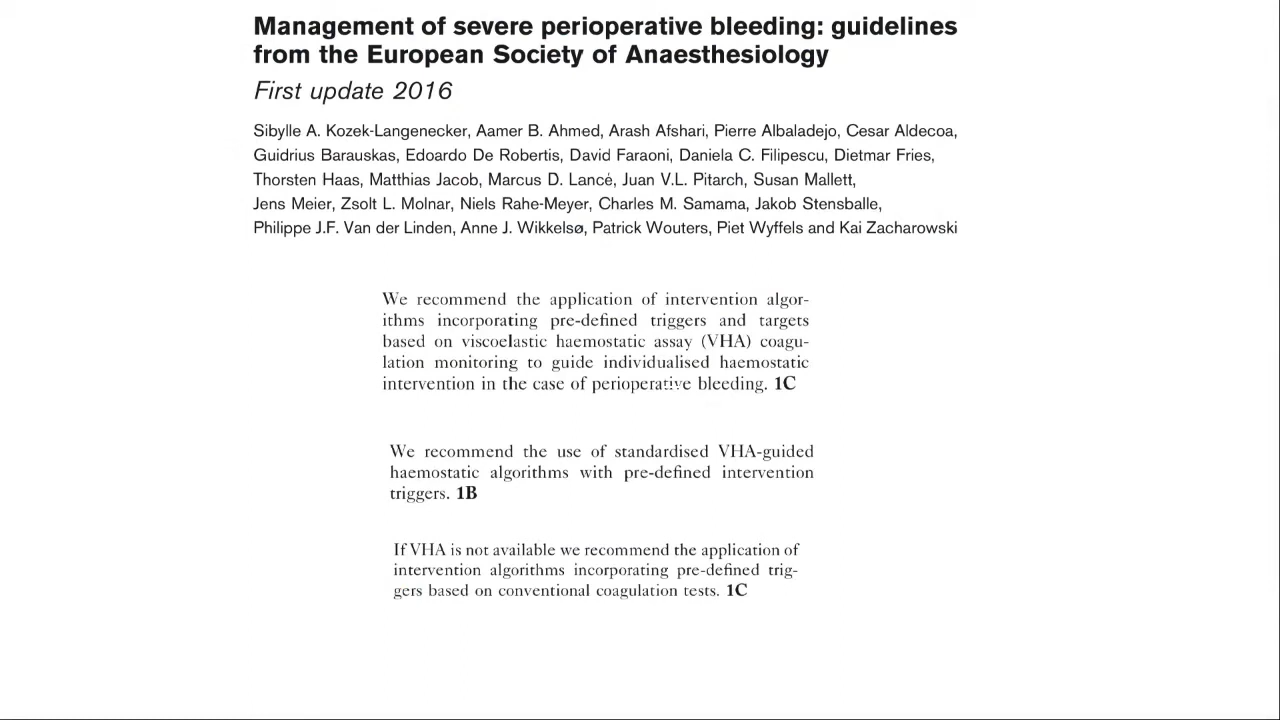 Management of severe perioperative bleeding: guidelines
from the European Society of Anaesthesiology
First update 2016
Sibylle A. Kozek-Langenecker, Aamer B. Ahmed, Arash Afshari, Pierre Albaladejo, Cesar Aldecoa,
Guidrius Barauskas, Edoardo De Robertis, David Faraoni, Daniela C. Filipescu, Dietmar Fries,
Thorsten Haas, Matthias Jacob, Marcus D. Lancé, Juan V.L. Pitarch, Susan Mallett,
Jens Meier, Zsolt L. Molnar, Niels Rahe-Meyer, Charles M. Samama, Jakob Stensballe,
Philippe J.F. Van der Linden, Anne J. Wikkelsø, Patrick Wouters, Piet Wyffels and Kai Zacharowski
We recommend the application of intervention algor-
ithms incorporating pre-defined triggers and targets
based on viscoelastic haemostatic assay (VHA) coagu-
lation monitoring to guide individualised haemostatic
intervention in the case of perioperative bleeding. 1C
We recommend the use of standardised VHA-guided
haemostatic algorithms with pre-defined intervention
triggers. 1B
If VHA is not available we recommend the application of
intervention algorithms incorporating pre-defined trig-
gers based on conventional coagulation tests. 1C